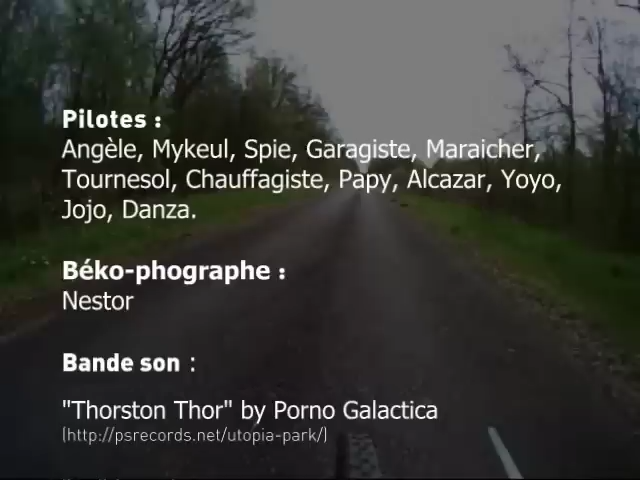 Pilotes :
Angèle, Mykeul, Spie, Garagiste, Maraicher,
Tournesol, Chauffagiste, Papy, Alcazar, Yoyo,
Jojo, Danza.
Béko-phographe :
Nestor
Bande son :
"Thorston Thor" by Porno Galactica
(http://psrecords.net/utopia-park/)